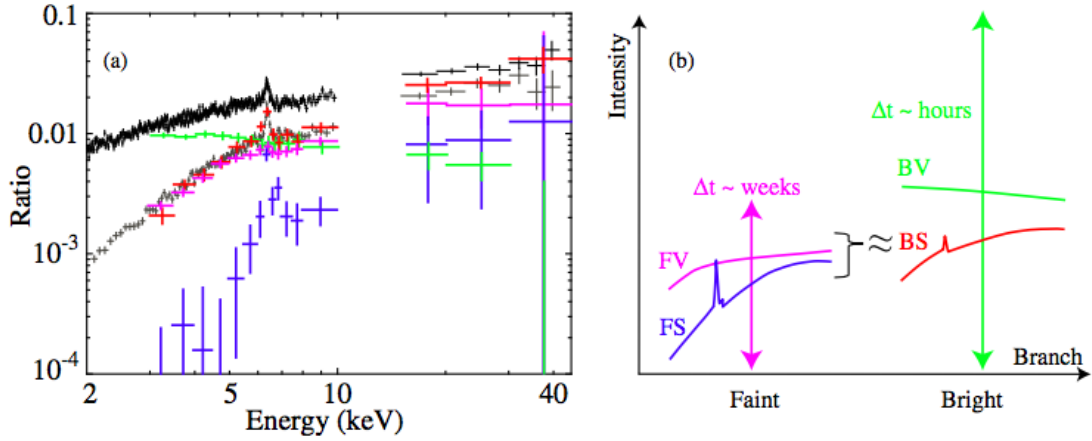 (a)
Ratio
0.1
0.01
10⁻³
10⁻⁴
2
5
10
20
40
Energy (keV)
(b)
Intensity
Δt ~ hours
BV
Δt ~ weeks
FV
≈
BS
FS
Branch
Faint
Bright